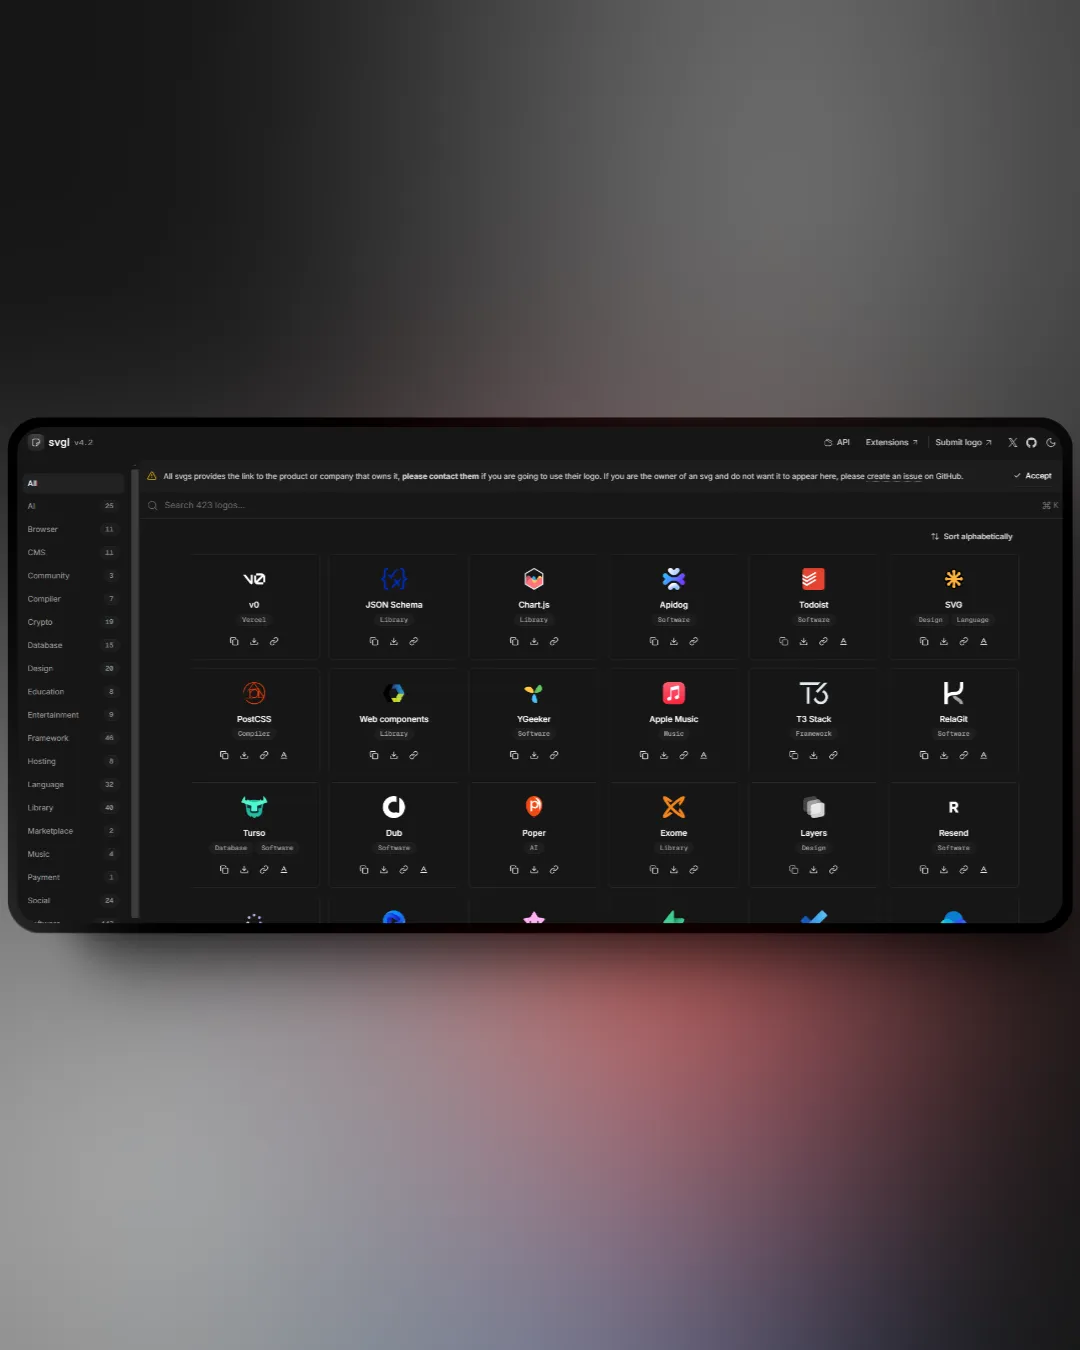 svgl v4.2
API Extensions Submit logo
All svgs provides the link to the product or company that owns it, please contact them if you are going to use their logo. If you are the owner of an svg and do not want it to appear here, please create an issue on GitHub. Accept
Search 423 logos... ⌘ K
Sort alphabetically
All
AI 25
Browser 11
CMS 11
Community 3
Compiler 7
Crypto 19
Database 15
Design 20
Education 8
Entertainment 9
Framework 46
Hosting 8
Language 32
Library 40
Marketplace 2
Music 4
Payment 1
Social 24
v0
Vercel
JSON Schema
Library
Chart.js
Library
Apidog
Software
Todoist
Software
SVG
Design Language
PostCSS
Compiler
Web components
Library
YGeeker
Software
Apple Music
Music
T3 Stack
Framework
RelaGit
Software
Turso
Database Software
Dub
Software
Poper
AI
Exome
Library
Layers
Design
R
Resend
Software